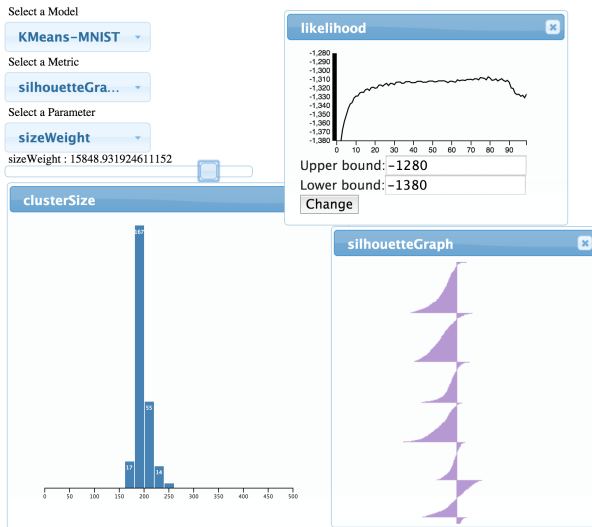 Select a Model
KMeans-MNIST
Select a Metric
silhouetteGra...
Select a Parameter
sizeWeight
sizeWeight : 15848.931924611152
clusterSize
167
55
17
14
0 50 100 150 200 250 300 350 400 450 500
likelihood
-1,280
-1,290
-1,300
-1,310
-1,320
-1,330
-1,340
-1,350
-1,360
-1,370
-1,380
0 10 20 30 40 50 60 70 80 90
Upper bound: -1280
Lower bound: -1380
Change
silhouetteGraph